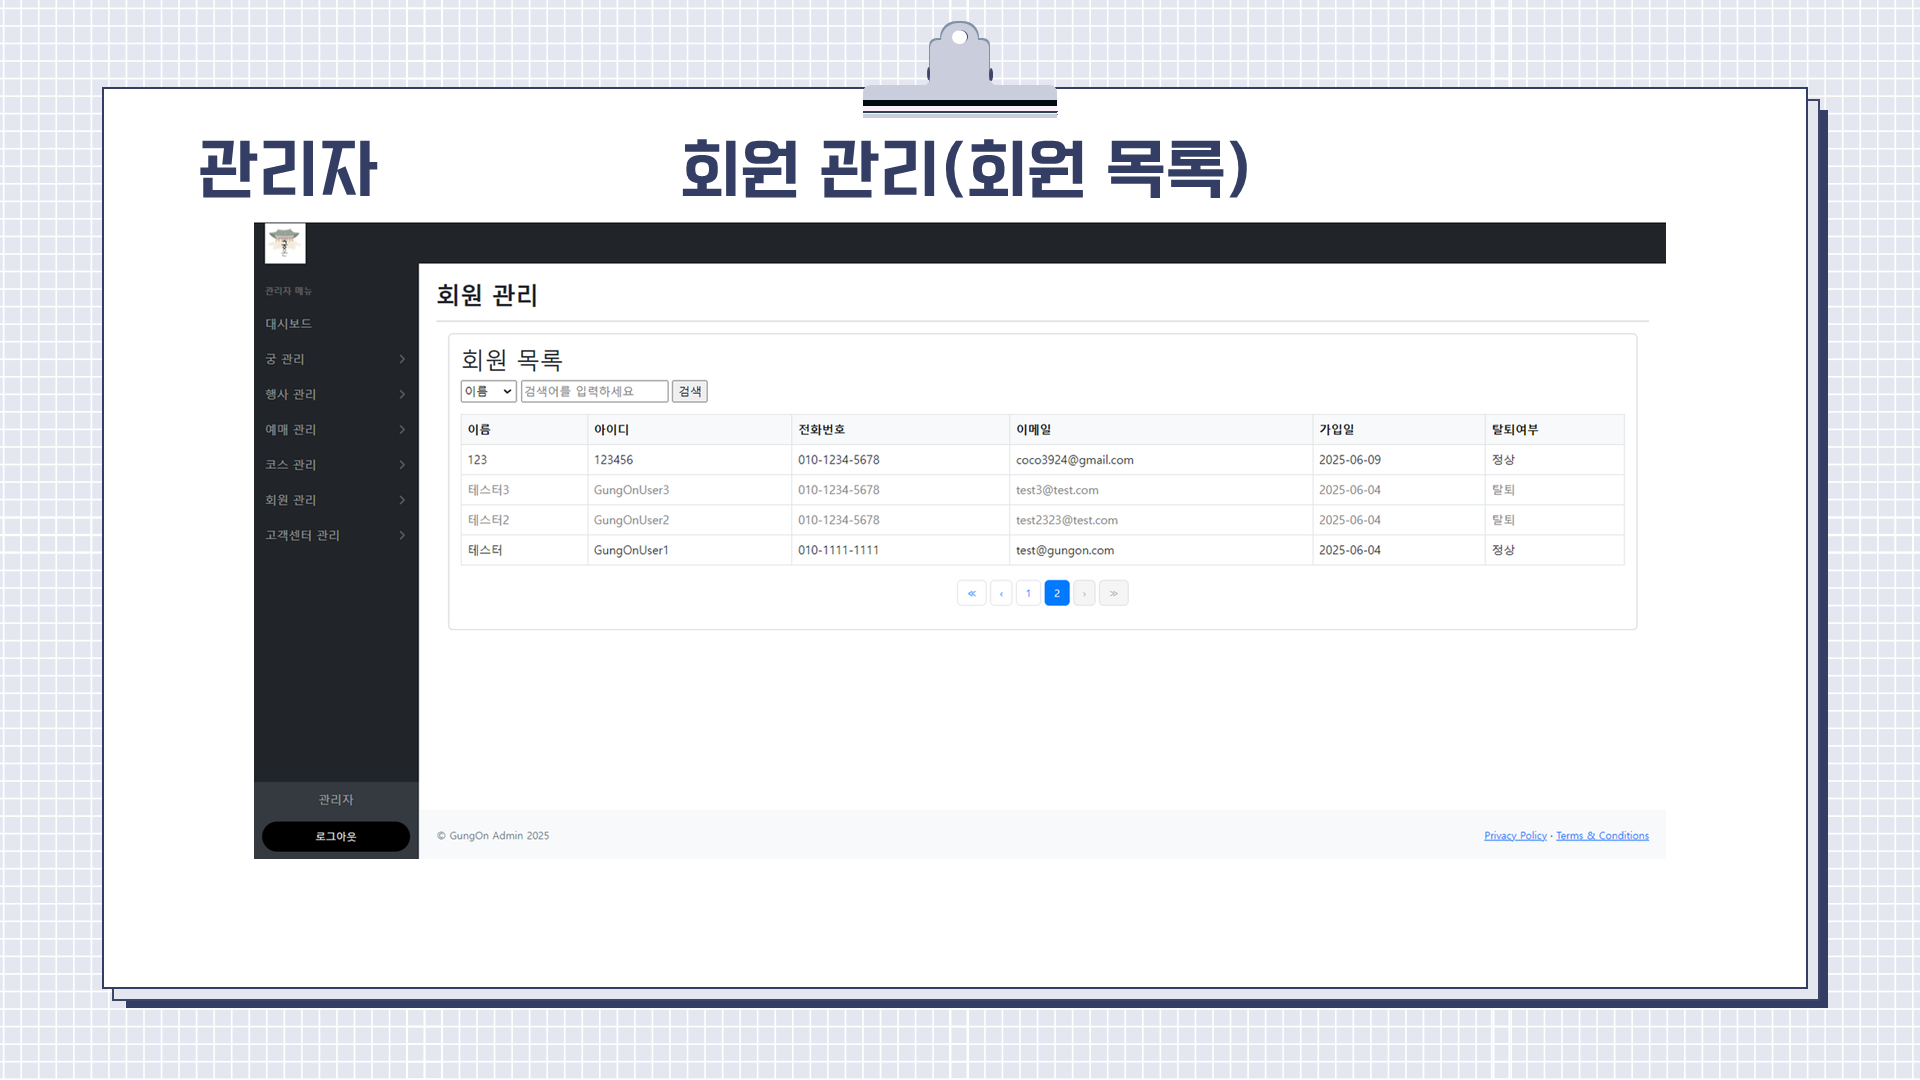 관리자 회원 관리(회원 목록)
관리자 메뉴
대시보드
궁 관리
행사 관리
예매 관리
코스 관리
회원 관리
고객센터 관리
관리자
로그아웃
회원 관리
회원 목록
이름 검색어를 입력하세요 검색
이름 아이디 전화번호 이메일 가입일 탈퇴여부
123 123456 010-1234-5678 coco3924@gmail.com 2025-06-09 정상
테스터3 GungOnUser3 010-1234-5678 test3@test.com 2025-06-04 탈퇴
테스터2 GungOnUser2 010-1234-5678 test2323@test.com 2025-06-04 탈퇴
테스터 GungOnUser1 010-1111-1111 test@gungon.com 2025-06-04 정상
« ‹ 1 2 › »
© GungOn Admin 2025 Privacy Policy · Terms & Conditions